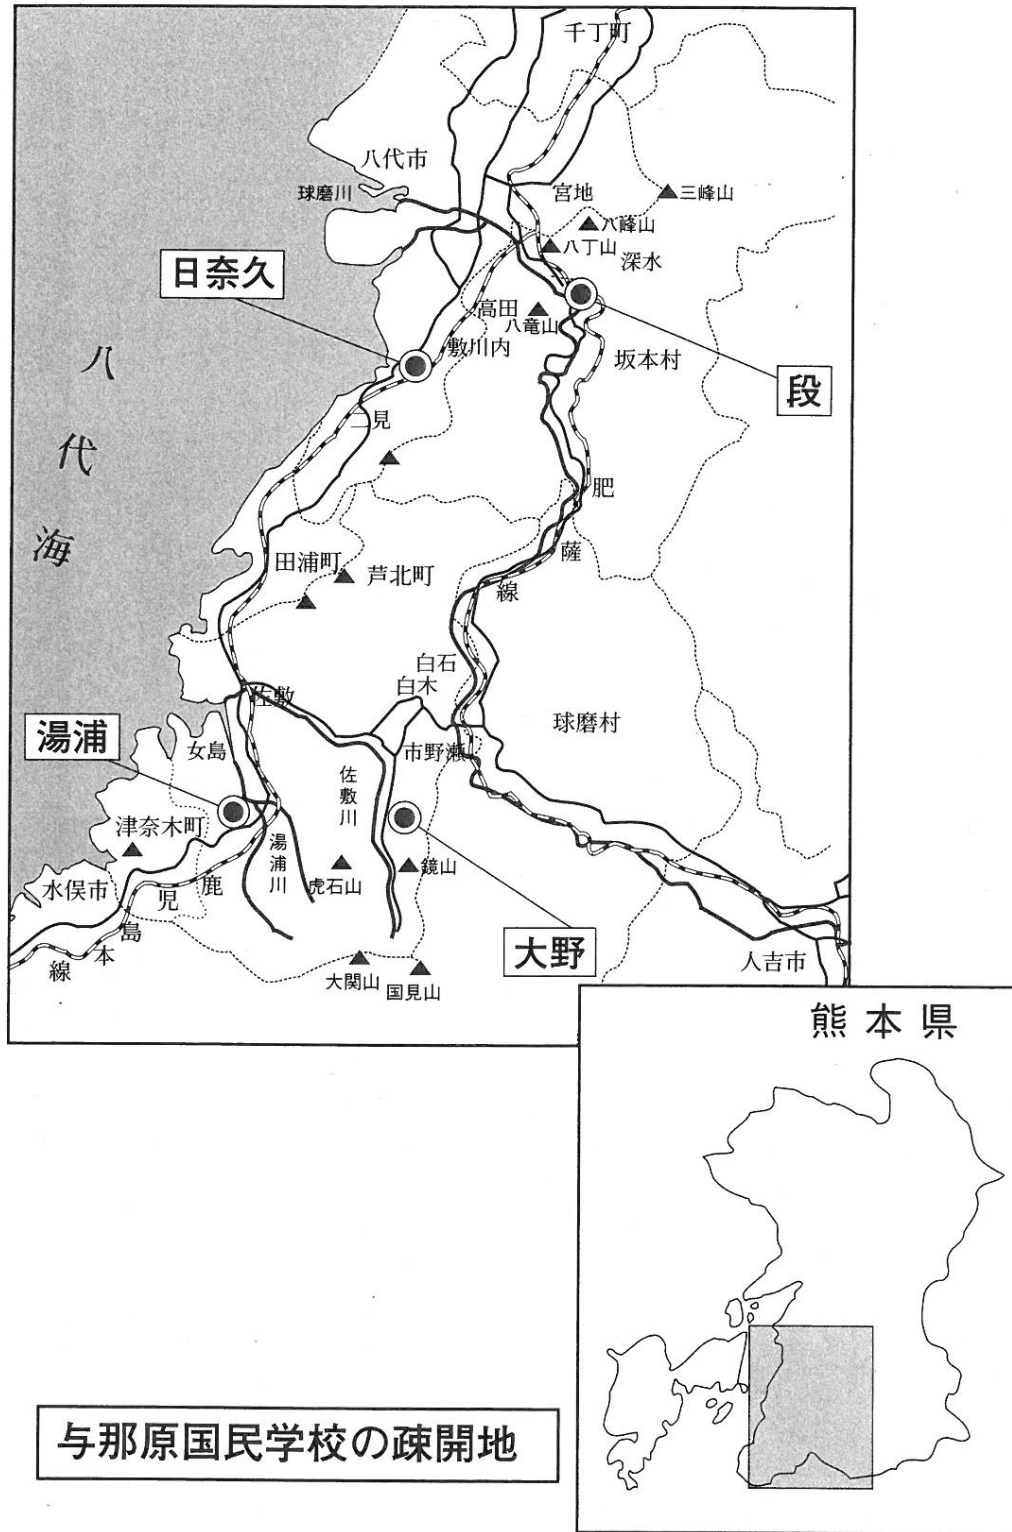 千丁町
八代市
球磨川
宮地
三峰山
八峰山
八丁山
深水
日奈久
高田
八竜山
敷川内
坂本村
段
八代海
二見
肥薩線
田浦町
芦北町
白石
白木
佐敷
球磨村
湯浦
女島
市野瀬
佐敷川
津奈木町
湯浦川
虎石山
鏡山
水俣市
鹿児島本線
大野
大関山
国見山
人吉市
熊本県
与那原国民学校の疎開地